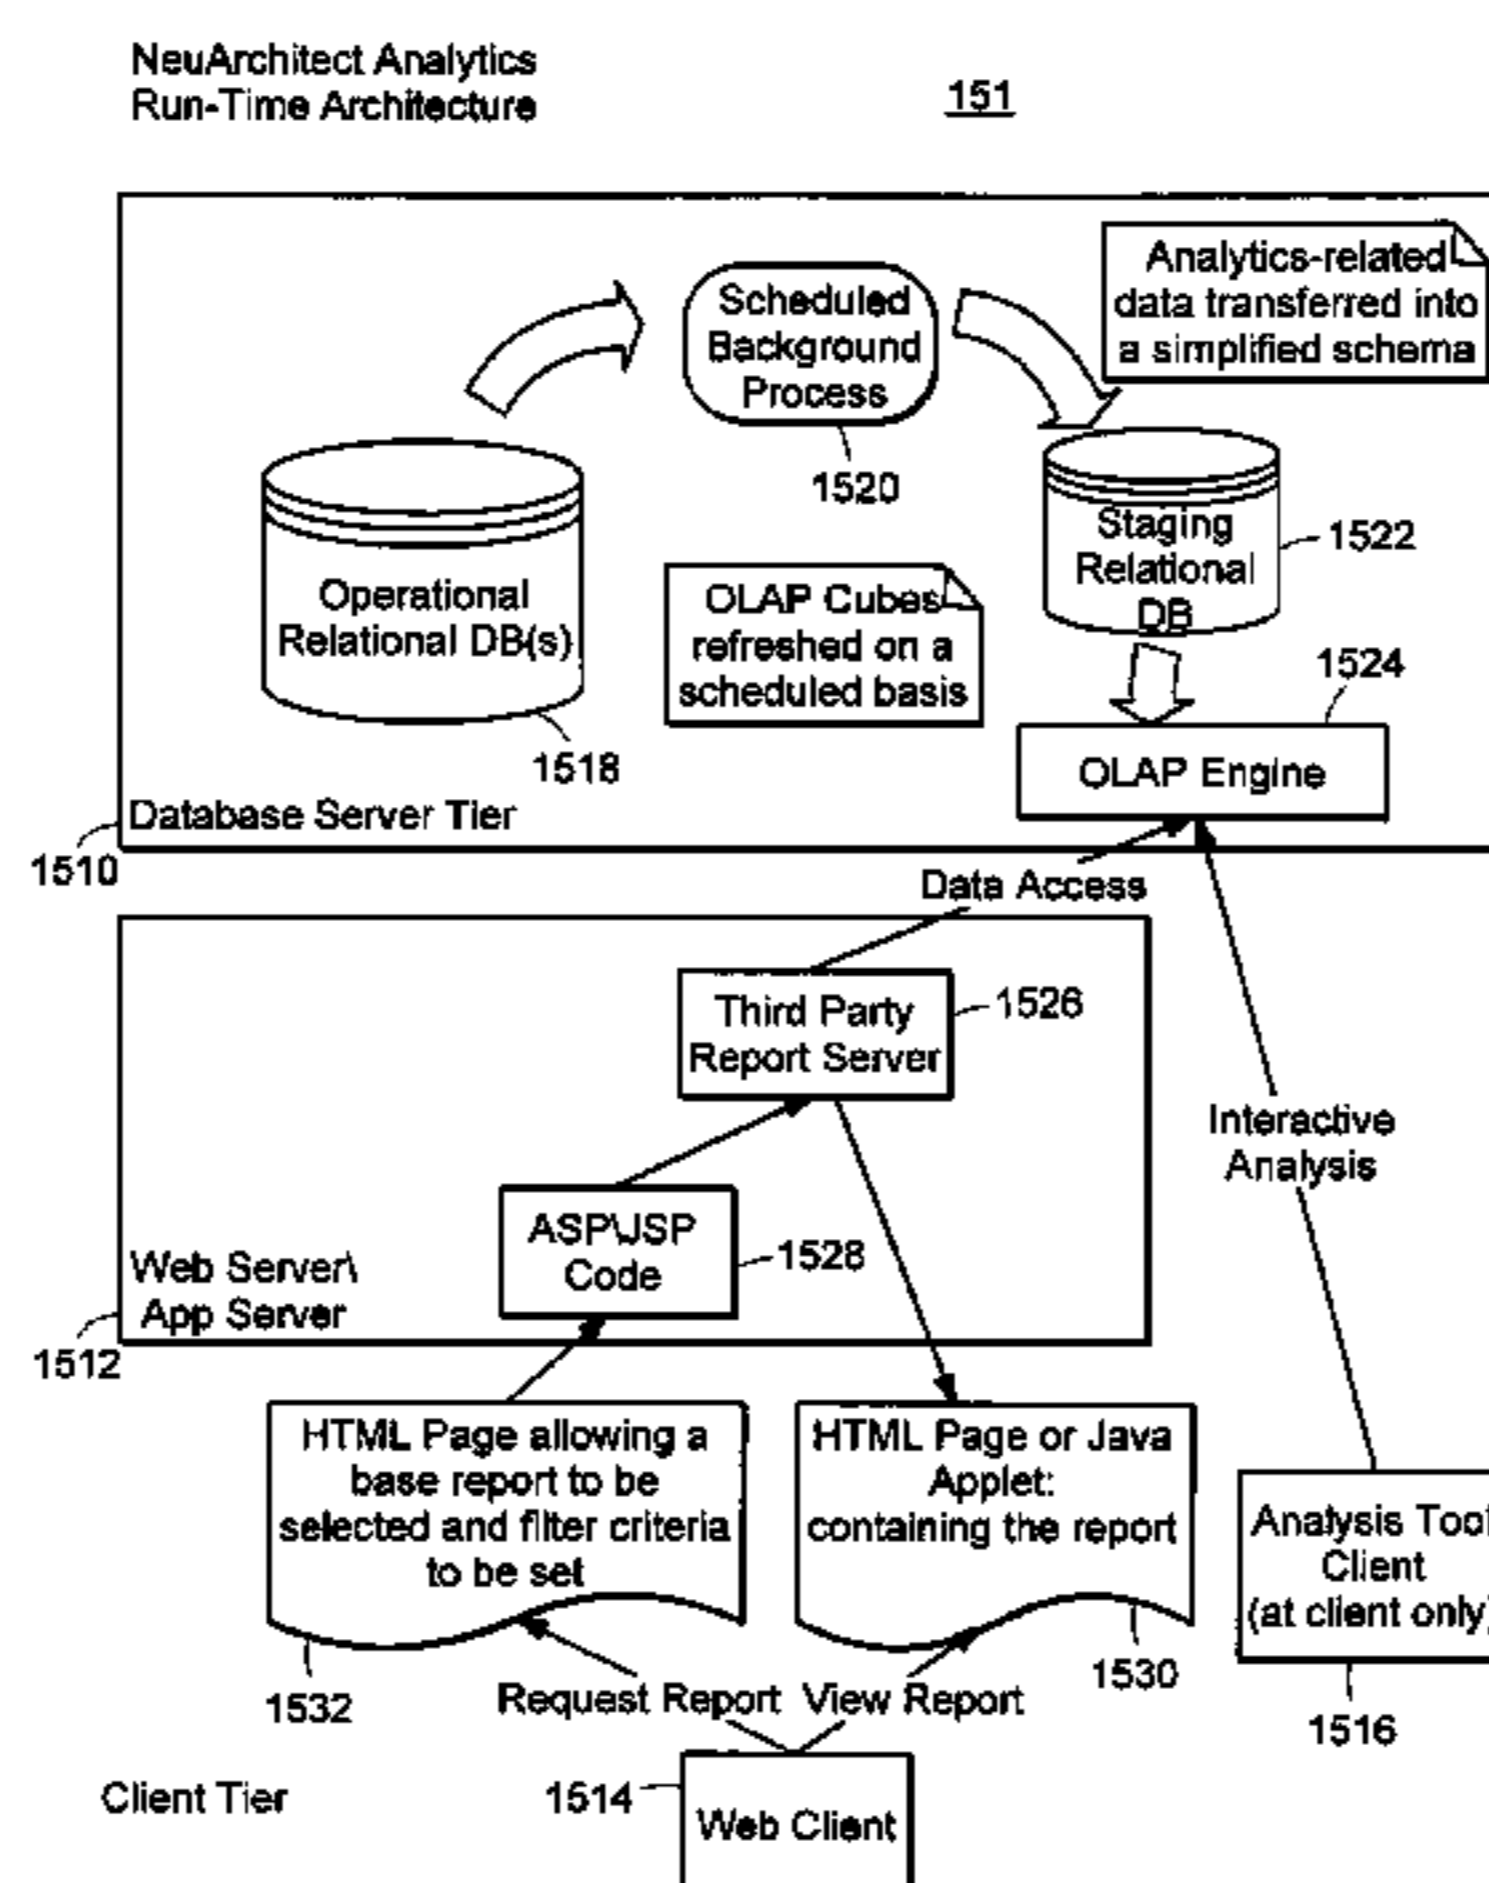 NeuArchitect Analytics
Run-Time Architecture
151
Analytics-related
data transferred into
a simplified schema
Scheduled
Background
Process
1520
Operational
Relational DB(s)
1518
OLAP Cubes
refreshed on a
scheduled basis
Staging
Relational
DB
1522
1524
OLAP Engine
Database Server Tier
1510
Data Access
Third Party
Report Server
1526
Interactive
Analysis
ASP\JSP
Code
1528
Web Server\
App Server
1512
HTML Page allowing a
base report to be
selected and filter criteria
to be set
1532
HTML Page or Java
Applet:
containing the report
1530
Analysis Tool
Client
(at client only)
1516
Request Report
View Report
Client Tier
1514
Web Client